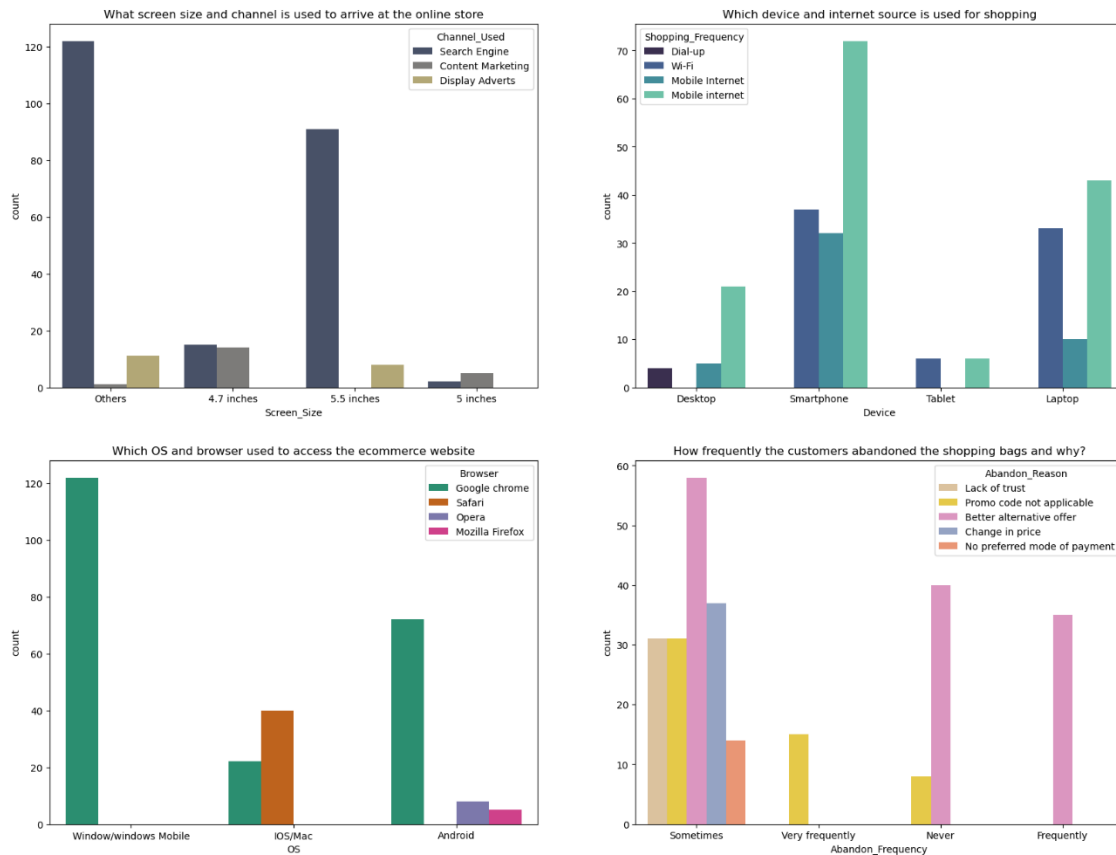 What screen size and channel is used to arrive at the online store
Channel_Used
Search Engine
Content Marketing
Display Adverts
count
120
100
80
60
40
20
0
Others
4.7 inches
5.5 inches
5 inches
Screen_Size
Which device and internet source is used for shopping
Shopping_Frequency
Dial-up
Wi-Fi
Mobile Internet
Mobile internet
count
70
60
50
40
30
20
10
0
Desktop
Smartphone
Tablet
Laptop
Device
Which OS and browser used to access the ecommerce website
Browser
Google chrome
Safari
Opera
Mozilla Firefox
count
120
100
80
60
40
20
0
Window/windows Mobile
IOS/Mac
Android
OS
How frequently the customers abandoned the shopping bags and why?
Abandon_Reason
Lack of trust
Promo code not applicable
Better alternative offer
Change in price
No preferred mode of payment
count
60
50
40
30
20
10
0
Sometimes
Very frequently
Never
Frequently
Abandon_Frequency